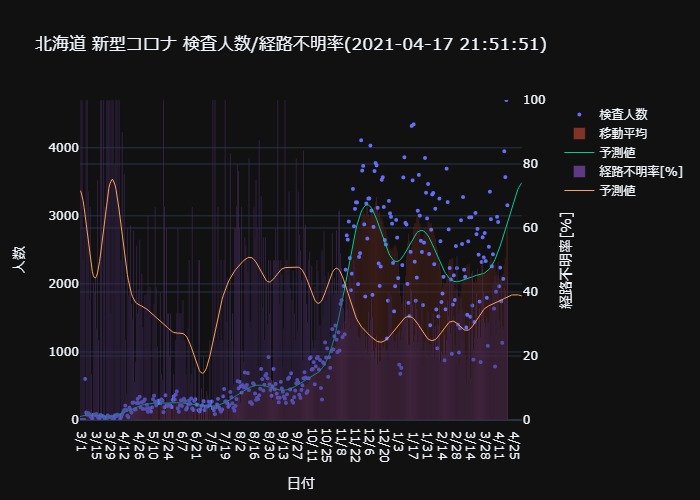 北海道 新型コロナ 検査人数/経路不明率(2021-04-17 21:51:51)
検査人数
移動平均
予測値
経路不明率[%]
予測値
人数
4000
3000
2000
1000
0
経路不明率[%]
100
80
60
40
20
0
3/1 3/15 3/29 4/12 4/26 5/10 5/24 6/7 6/21 7/5 7/19 8/2 8/16 8/30 9/13 9/27 10/11 10/25 11/8 11/22 12/6 12/20 1/3 1/17 1/31 2/14 2/28 3/14 3/28 4/11 4/25
日付